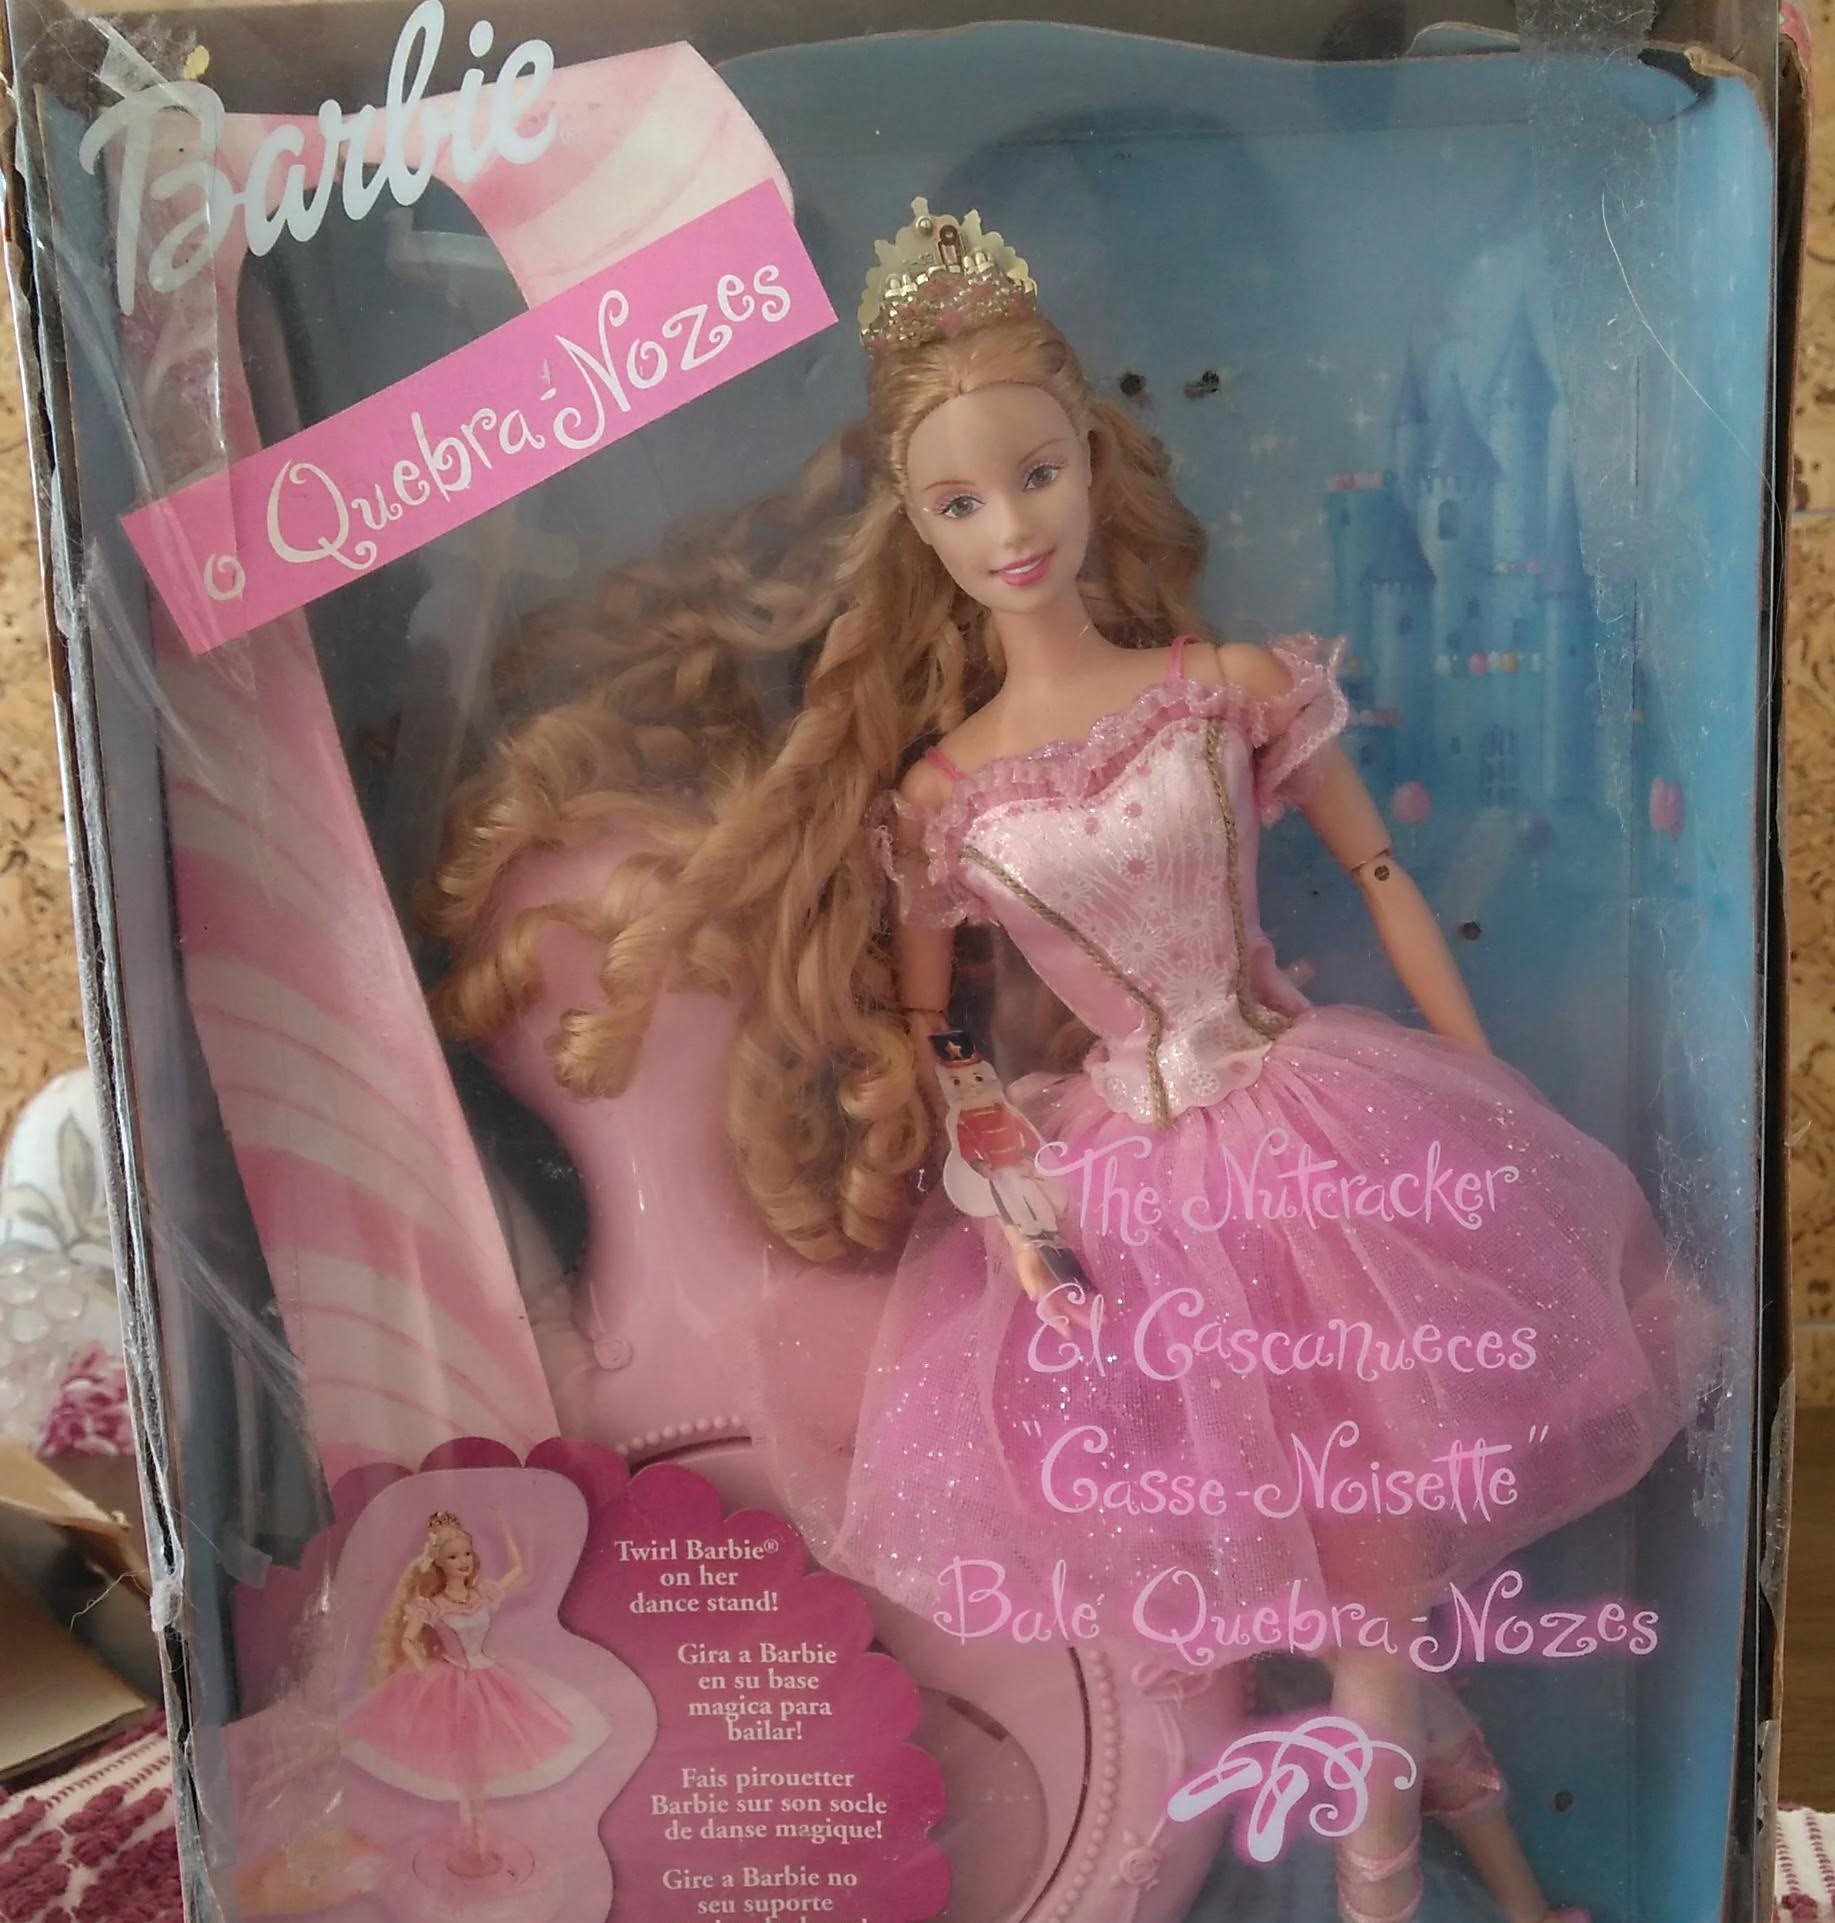 Barbie®
o Quebra-Nozes
The Nutcracker
El Cascanueces
"Casse-Noisette"
Balé Quebra-Nozes
Twirl Barbie®
on her
dance stand!
Gira a Barbie
en su base
magica para
bailar!
Fais pirouetter
Barbie sur son socle
de danse magique!
Gire a Barbie no
seu suporte